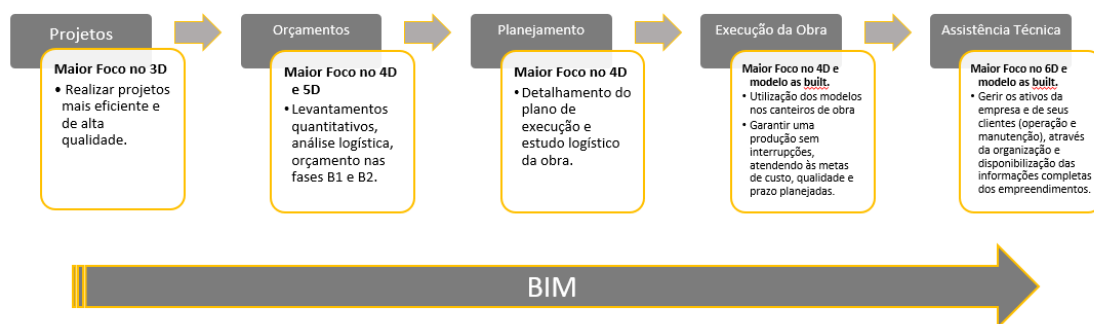 Projetos
Maior Foco no 3D
• Realizar projetos
mais eficiente e
de alta
qualidade.
Orçamentos
Maior Foco no 4D
e 5D
• Levantamentos
quantitativos,
análise logística,
orçamento nas
fases B1 e B2.
Planejamento
Maior Foco no 4D
• Detalhamento do
plano de
execução e
estudo logístico
da obra.
Execução da Obra
Maior Foco no 4D e
modelo as built.
• Utilização dos modelos
nos canteiros de obra
• Garantir uma
produção sem
interrupções,
atendendo às metas
de custo, qualidade e
prazo planejadas.
Assistência Técnica
Maior Foco no 6D e
modelo as built.
• Gerir os ativos da
empresa e de seus
clientes (operação e
manutenção), através
da organização e
disponibilização das
informações completas
dos empreendimentos.
BIM